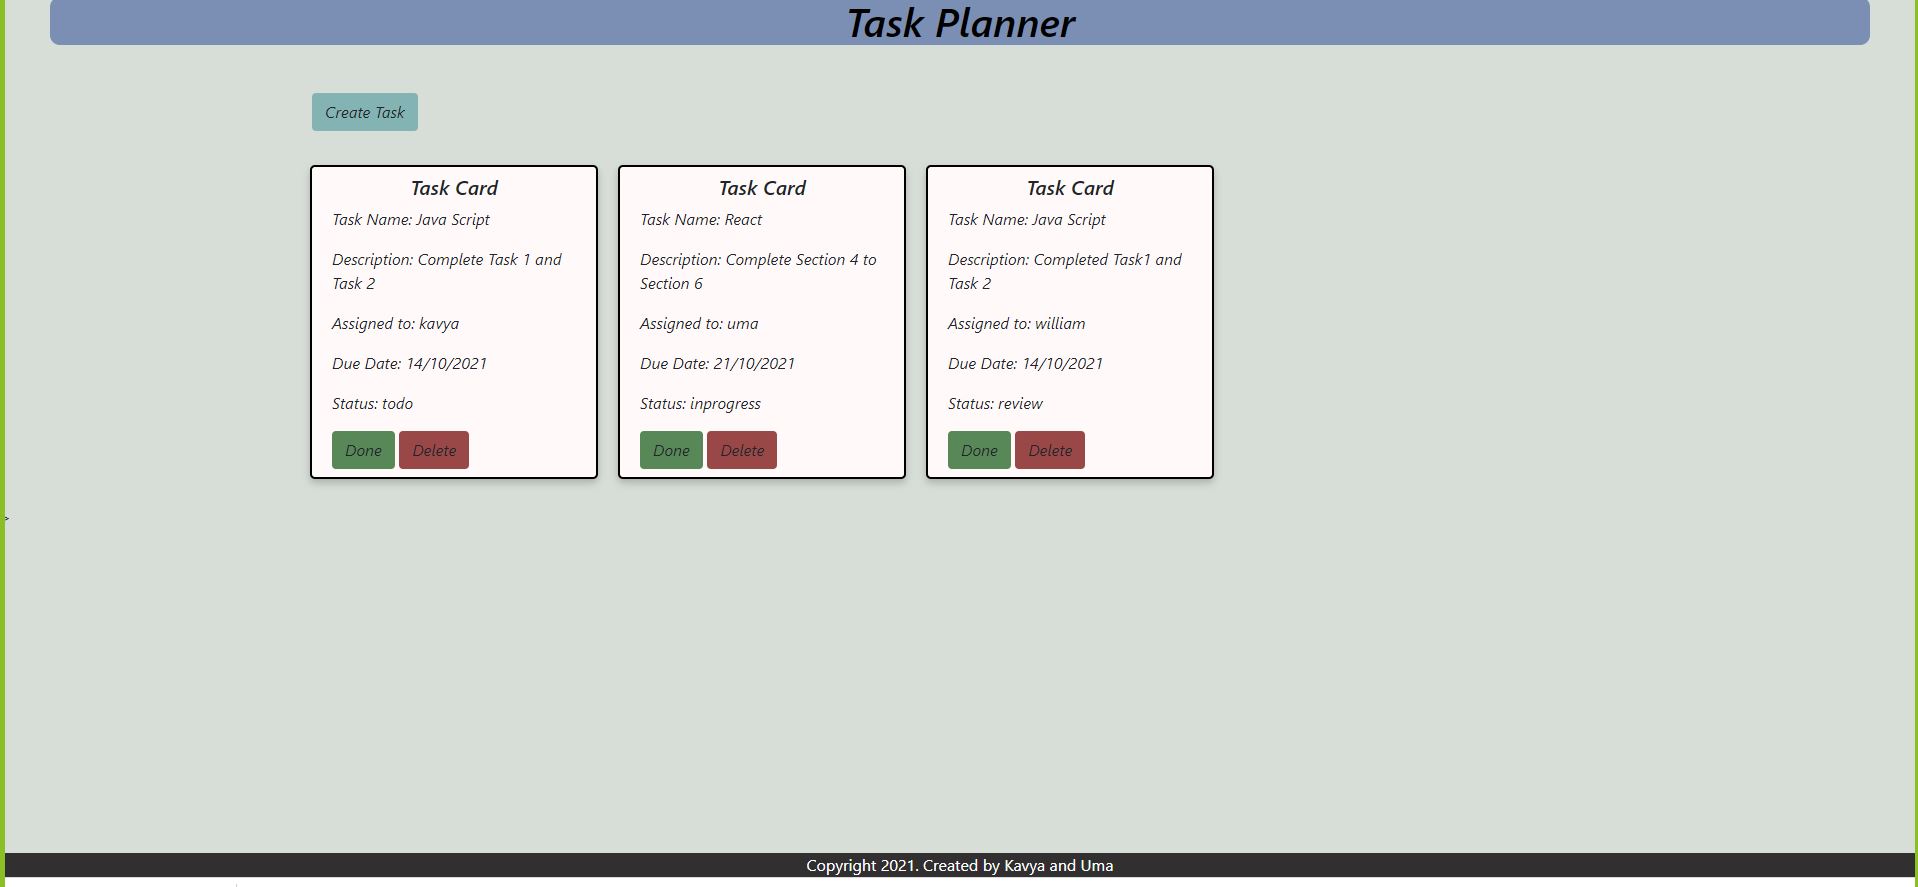 Task Planner
Create Task
Task Card
Task Name: Java Script
Description: Complete Task 1 and
Task 2
Assigned to: kavya
Due Date: 14/10/2021
Status: todo
Done Delete
Task Card
Task Name: React
Description: Complete Section 4 to
Section 6
Assigned to: uma
Due Date: 21/10/2021
Status: inprogress
Done Delete
Task Card
Task Name: Java Script
Description: Completed Task1 and
Task 2
Assigned to: william
Due Date: 14/10/2021
Status: review
Done Delete
>
Copyright 2021. Created by Kavya and Uma